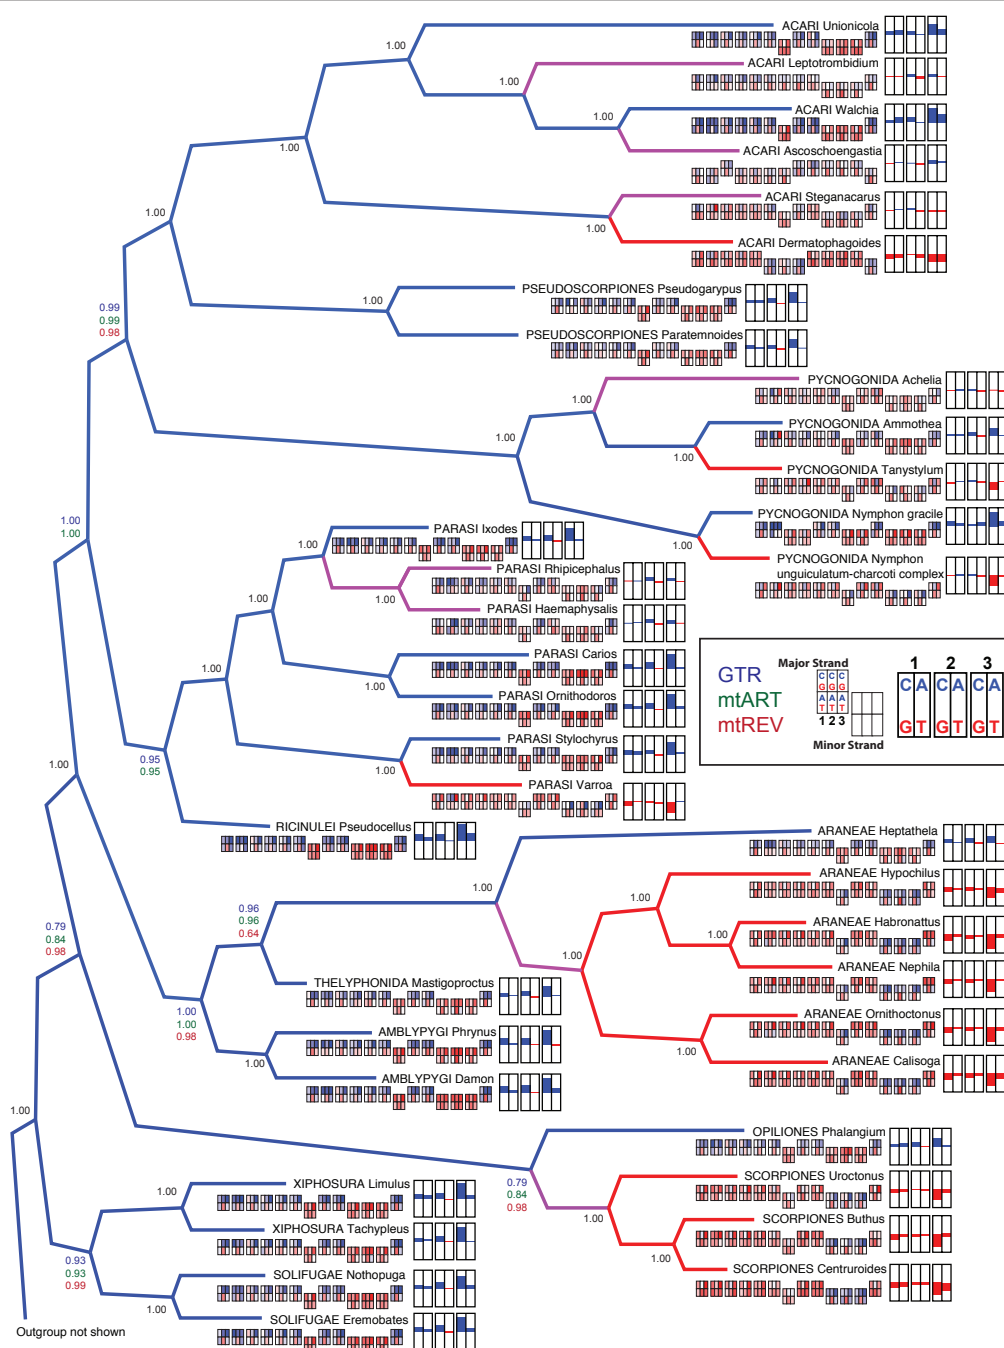 1.00
ACARI Unionicola
ACARI Leptotrombidium
1.00
ACARI Walchia
1.00
1.00
ACARI Ascoschoengastia
ACARI Steganacarus
1.00
1.00
ACARI Dermatophagoides
PSEUDOSCORPIONES Pseudogarypus
1.00
0.99
0.99
0.98
PSEUDOSCORPIONES Paratemnoides
PYCNOGONIDA Achelia
1.00
PYCNOGONIDA Ammothea
1.00
1.00
PYCNOGONIDA Tanystylum
PYCNOGONIDA Nymphon gracile
1.00
1.00
1.00
PYCNOGONIDA Nymphon
unguiculatum-charcoti complex
PARASI Ixodes
1.00
PARASI Rhipicephalus
1.00
1.00
PARASI Haemaphysalis
PARASI Carios
1.00
1.00
PARASI Ornithodoros
PARASI Stylochyrus
0.95
0.95
1.00
PARASI Varroa
1.00
RICINULEI Pseudocellus
GTR
mtART
mtREV
Major Strand
C C C
G G G
A A A
T T T
1 2 3
Minor Strand
1 2 3
C A C A C A
G T G T G T
ARANEAE Heptathela
ARANEAE Hypochilus
1.00
0.96
0.96
0.64
ARANEAE Habronattus
1.00
1.00
ARANEAE Nephila
0.79
0.84
0.98
THELYPHONIDA Mastigoproctus
1.00
1.00
0.98
ARANEAE Ornithoctonus
1.00
ARANEAE Calisoga
AMBLYPYGI Phrynus
1.00
AMBLYPYGI Damon
1.00
OPILIONES Phalangium
0.79
0.84
0.98
SCORPIONES Uroctonus
1.00
SCORPIONES Buthus
1.00
SCORPIONES Centruroides
XIPHOSURA Limulus
1.00
XIPHOSURA Tachypleus
0.93
0.93
0.99
SOLIFUGAE Nothopuga
1.00
SOLIFUGAE Eremobates
Outgroup not shown